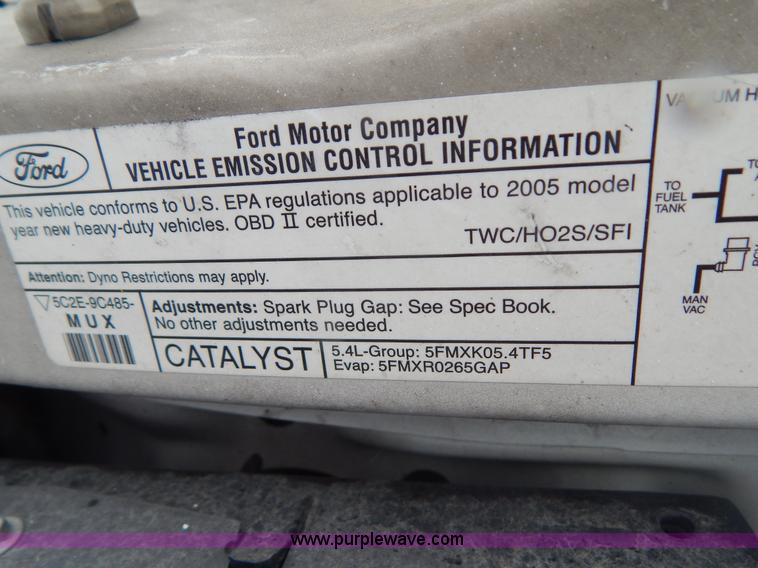 Ford
Ford Motor Company
VEHICLE EMISSION CONTROL INFORMATION
This vehicle conforms to U.S. EPA regulations applicable to 2005 model
year new heavy-duty vehicles. OBD II certified.
TWC/HO2S/SFI
Attention: Dyno Restrictions may apply.
5C2E-9C485-
MUX
Adjustments: Spark Plug Gap: See Spec Book.
No other adjustments needed.
CATALYST
5.4L-Group: 5FMXK05.4TF5
Evap: 5FMXR0265GAP
TO
FUEL
TANK
MAN
VAC
www.purplewave.com